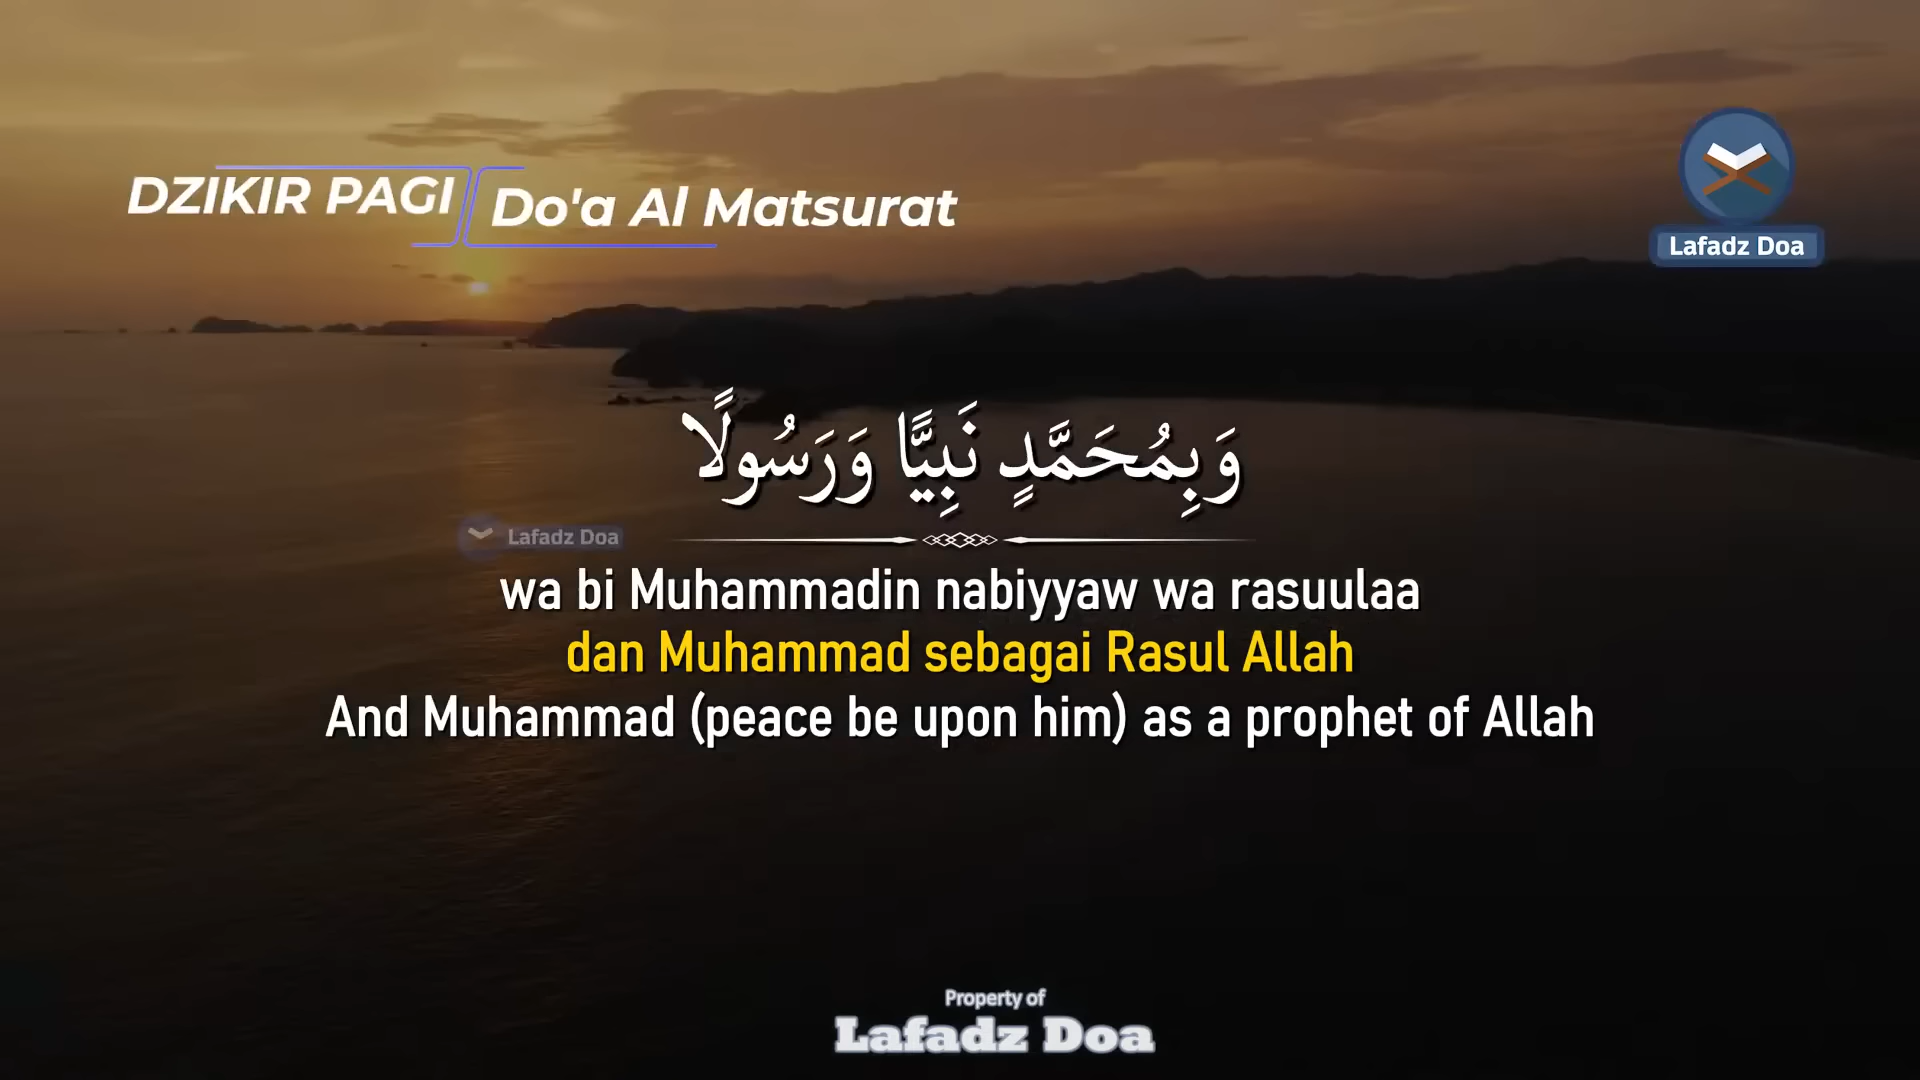 DZIKIR PAGI
Do'a Al Matsurat
Lafadz Doa
وَبِمُحَمَّدٍ نَبِيًّا وَرَسُولًا
Lafadz Doa
wa bi Muhammadin nabiyyaw wa rasuulaa
dan Muhammad sebagai Rasul Allah
And Muhammad (peace be upon him) as a prophet of Allah
Property of
Lafadz Doa